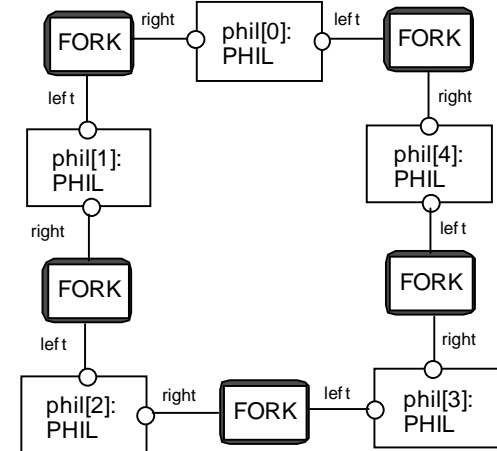 right
left
FORK
phil[0]:
PHIL
FORK
left
right
phil[1]:
PHIL
phil[4]:
PHIL
right
left
FORK
FORK
left
right
phil[2]:
PHIL
right
FORK
left
phil[3]:
PHIL